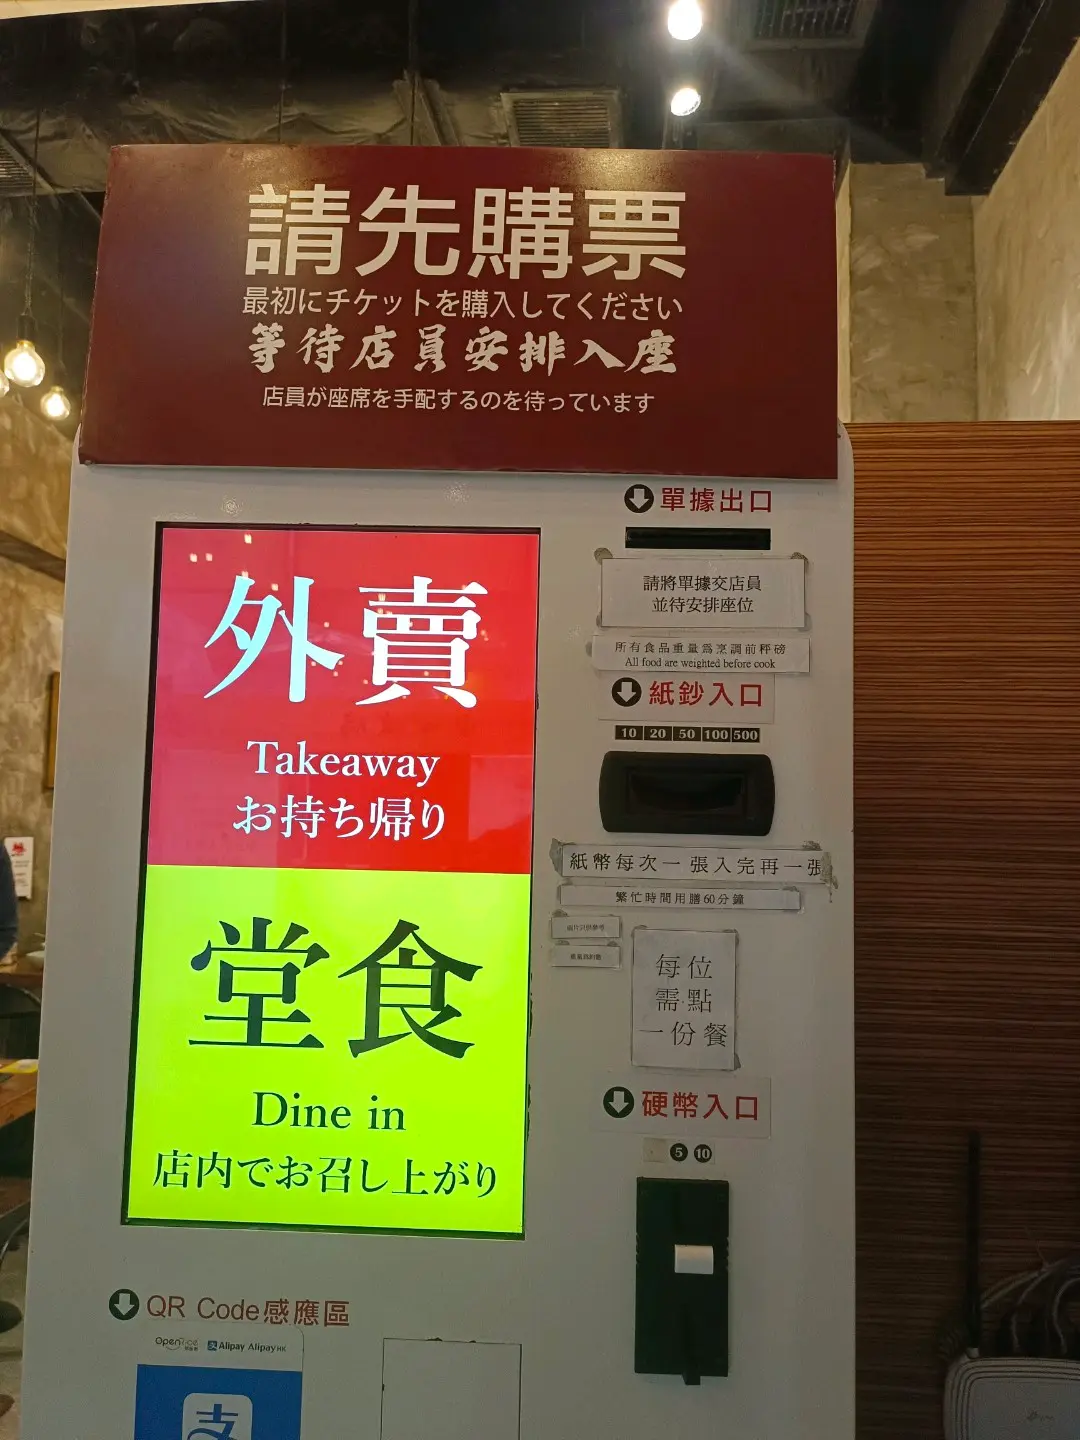 請先購票
最初にチケットを購入してください
等待店員安排入座
店員が座席を手配するのを待っています
外賣
Takeaway
お持ち帰り
堂食
Dine in
店内でお召し上がり
單據出口
請將單據交店員
並待安排座位
所有食品重量為烹調前秤磅
All food are weighted before cook
紙鈔入口
10 20 50 100 500
紙幣每次一張入完再一張
繁忙時間用膳60分鐘
每位
需點
一份餐
硬幣入口
5 10
QR Code感應區
OpenRice Alipay AlipayHK
支